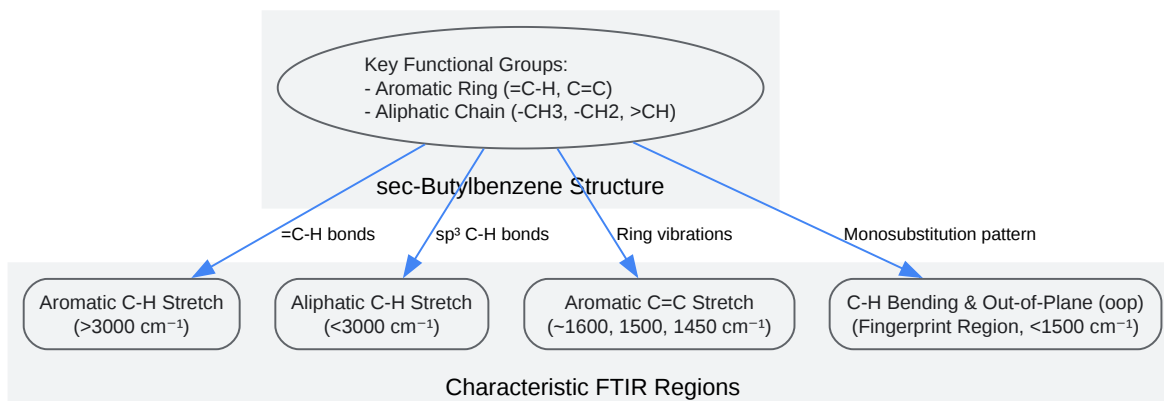 Key Functional Groups:
- Aromatic Ring (=C-H, C=C)
- Aliphatic Chain (-CH3, -CH2, >CH)
sec-Butylbenzene Structure
=C-H bonds
sp³ C-H bonds
Ring vibrations
Monosubstitution pattern
Aromatic C-H Stretch
(>3000 cm⁻¹)
Aliphatic C-H Stretch
(<3000 cm⁻¹)
Aromatic C=C Stretch
(~1600, 1500, 1450 cm⁻¹)
C-H Bending & Out-of-Plane (oop)
(Fingerprint Region, <1500 cm⁻¹)
Characteristic FTIR Regions